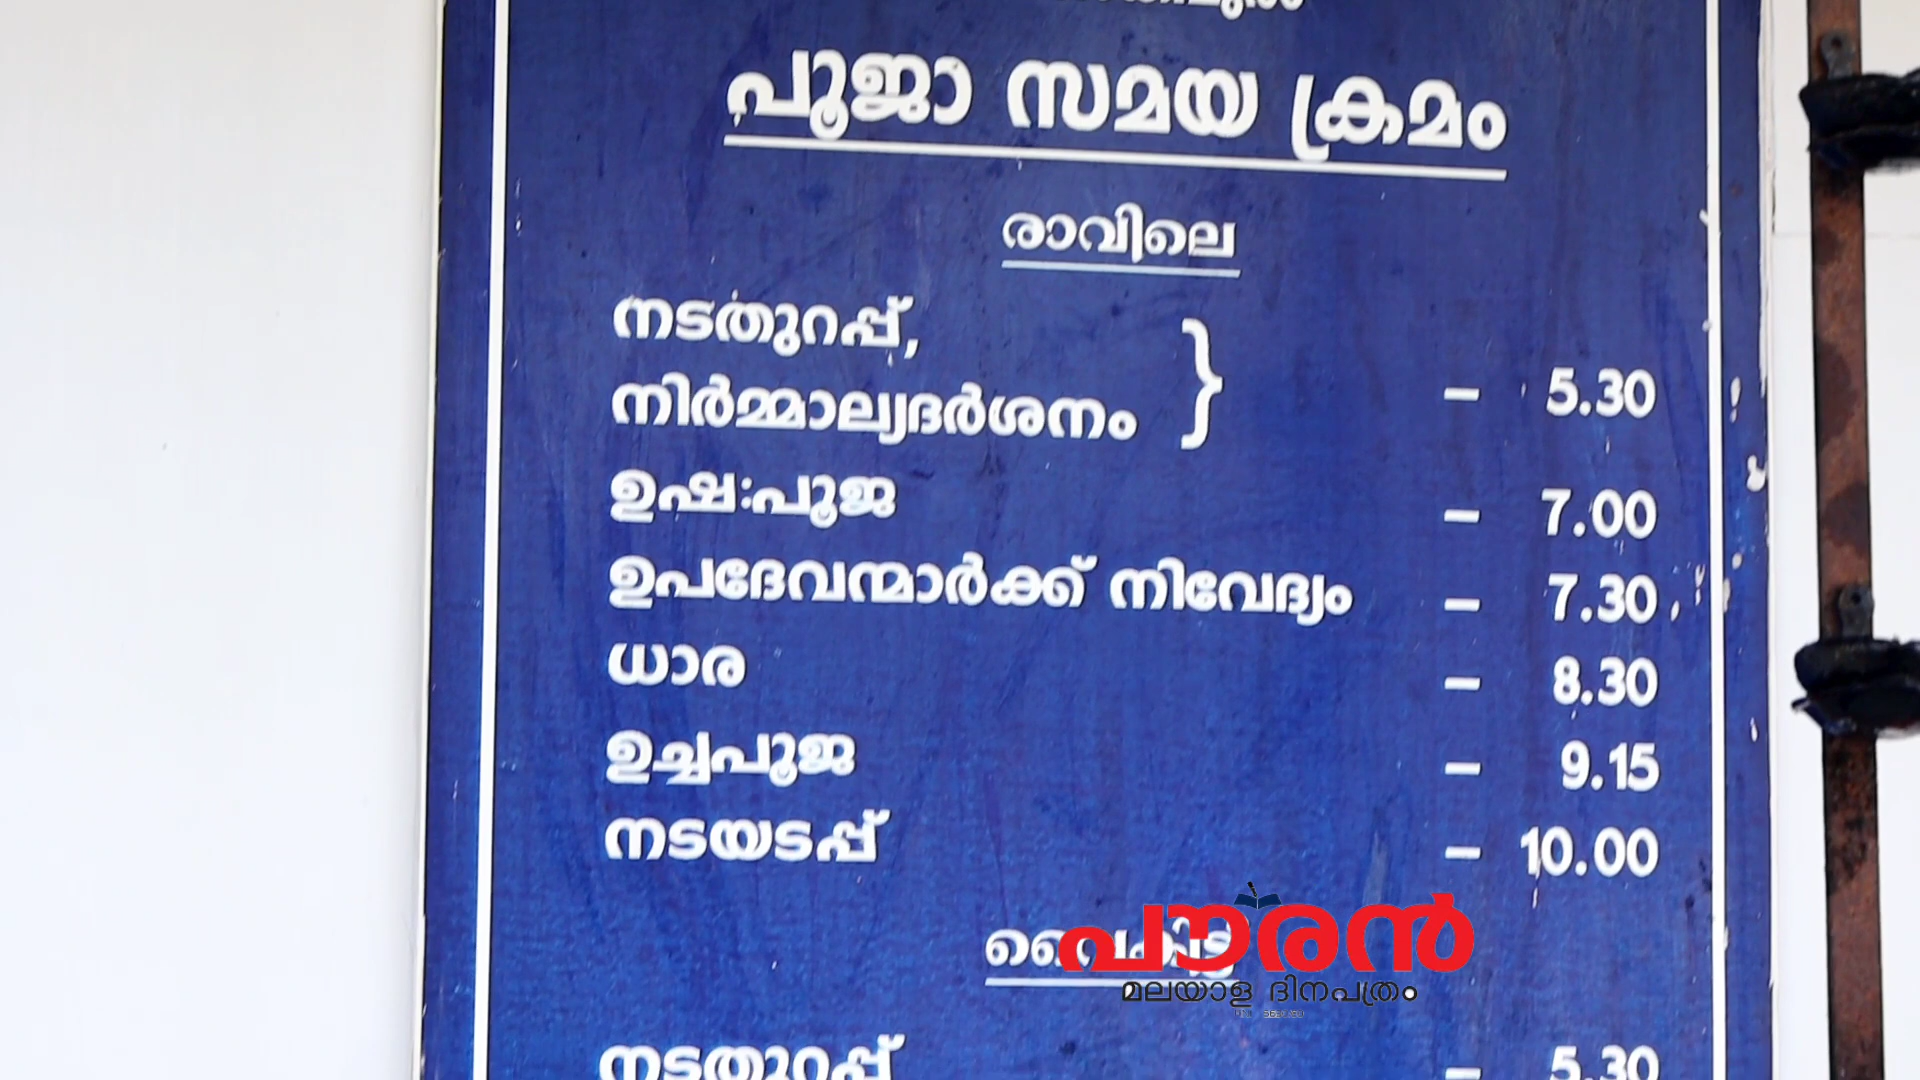 പൂജാ സമയ ക്രമം
രാവിലെ
നടതുറപ്പ്,
നിർമ്മാല്യദർശനം } - 5.30
ഉഷ:പൂജ - 7.00
ഉപദേവന്മാർക്ക് നിവേദ്യം - 7.30
ധാര - 8.30
ഉച്ചപൂജ - 9.15
നടയടപ്പ് - 10.00
പൗരൻ
മലയാള ദിനപത്രം
നടതുറപ്പ് - 5.30